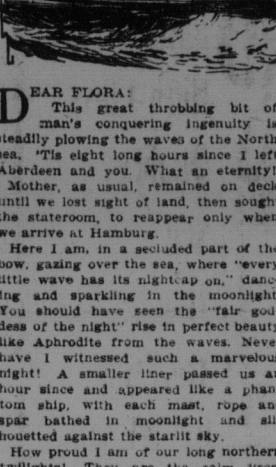 DEAR FLORA:
This great throbbing bit of
man's conquering ingenuity is
steadily plowing the waves of the North
sea. 'Tis eight long hours since I left
Aberdeen and you. What an eternity!
Mother, as usual, remained on deck
until we lost sight of land, then sought
the stateroom, to reappear only when
we arrive at Hamburg.
Here I am, in a secluded part of the
bow, gazing over the sea, where "every
little wave has its nightcap on," danc-
ing and sparkling in the moonlight.
You should have seen the "fair god-
dess of the night" rise in perfect beauty
like Aphrodite from the waves. Never
have I witnessed such a marvelous
night! A smaller liner passed us an
hour since and appeared like a phan-
tom ship, with each mast, rope and
spar bathed in moonlight and sil-
houetted against the starlit sky.
How proud I am of our long northern